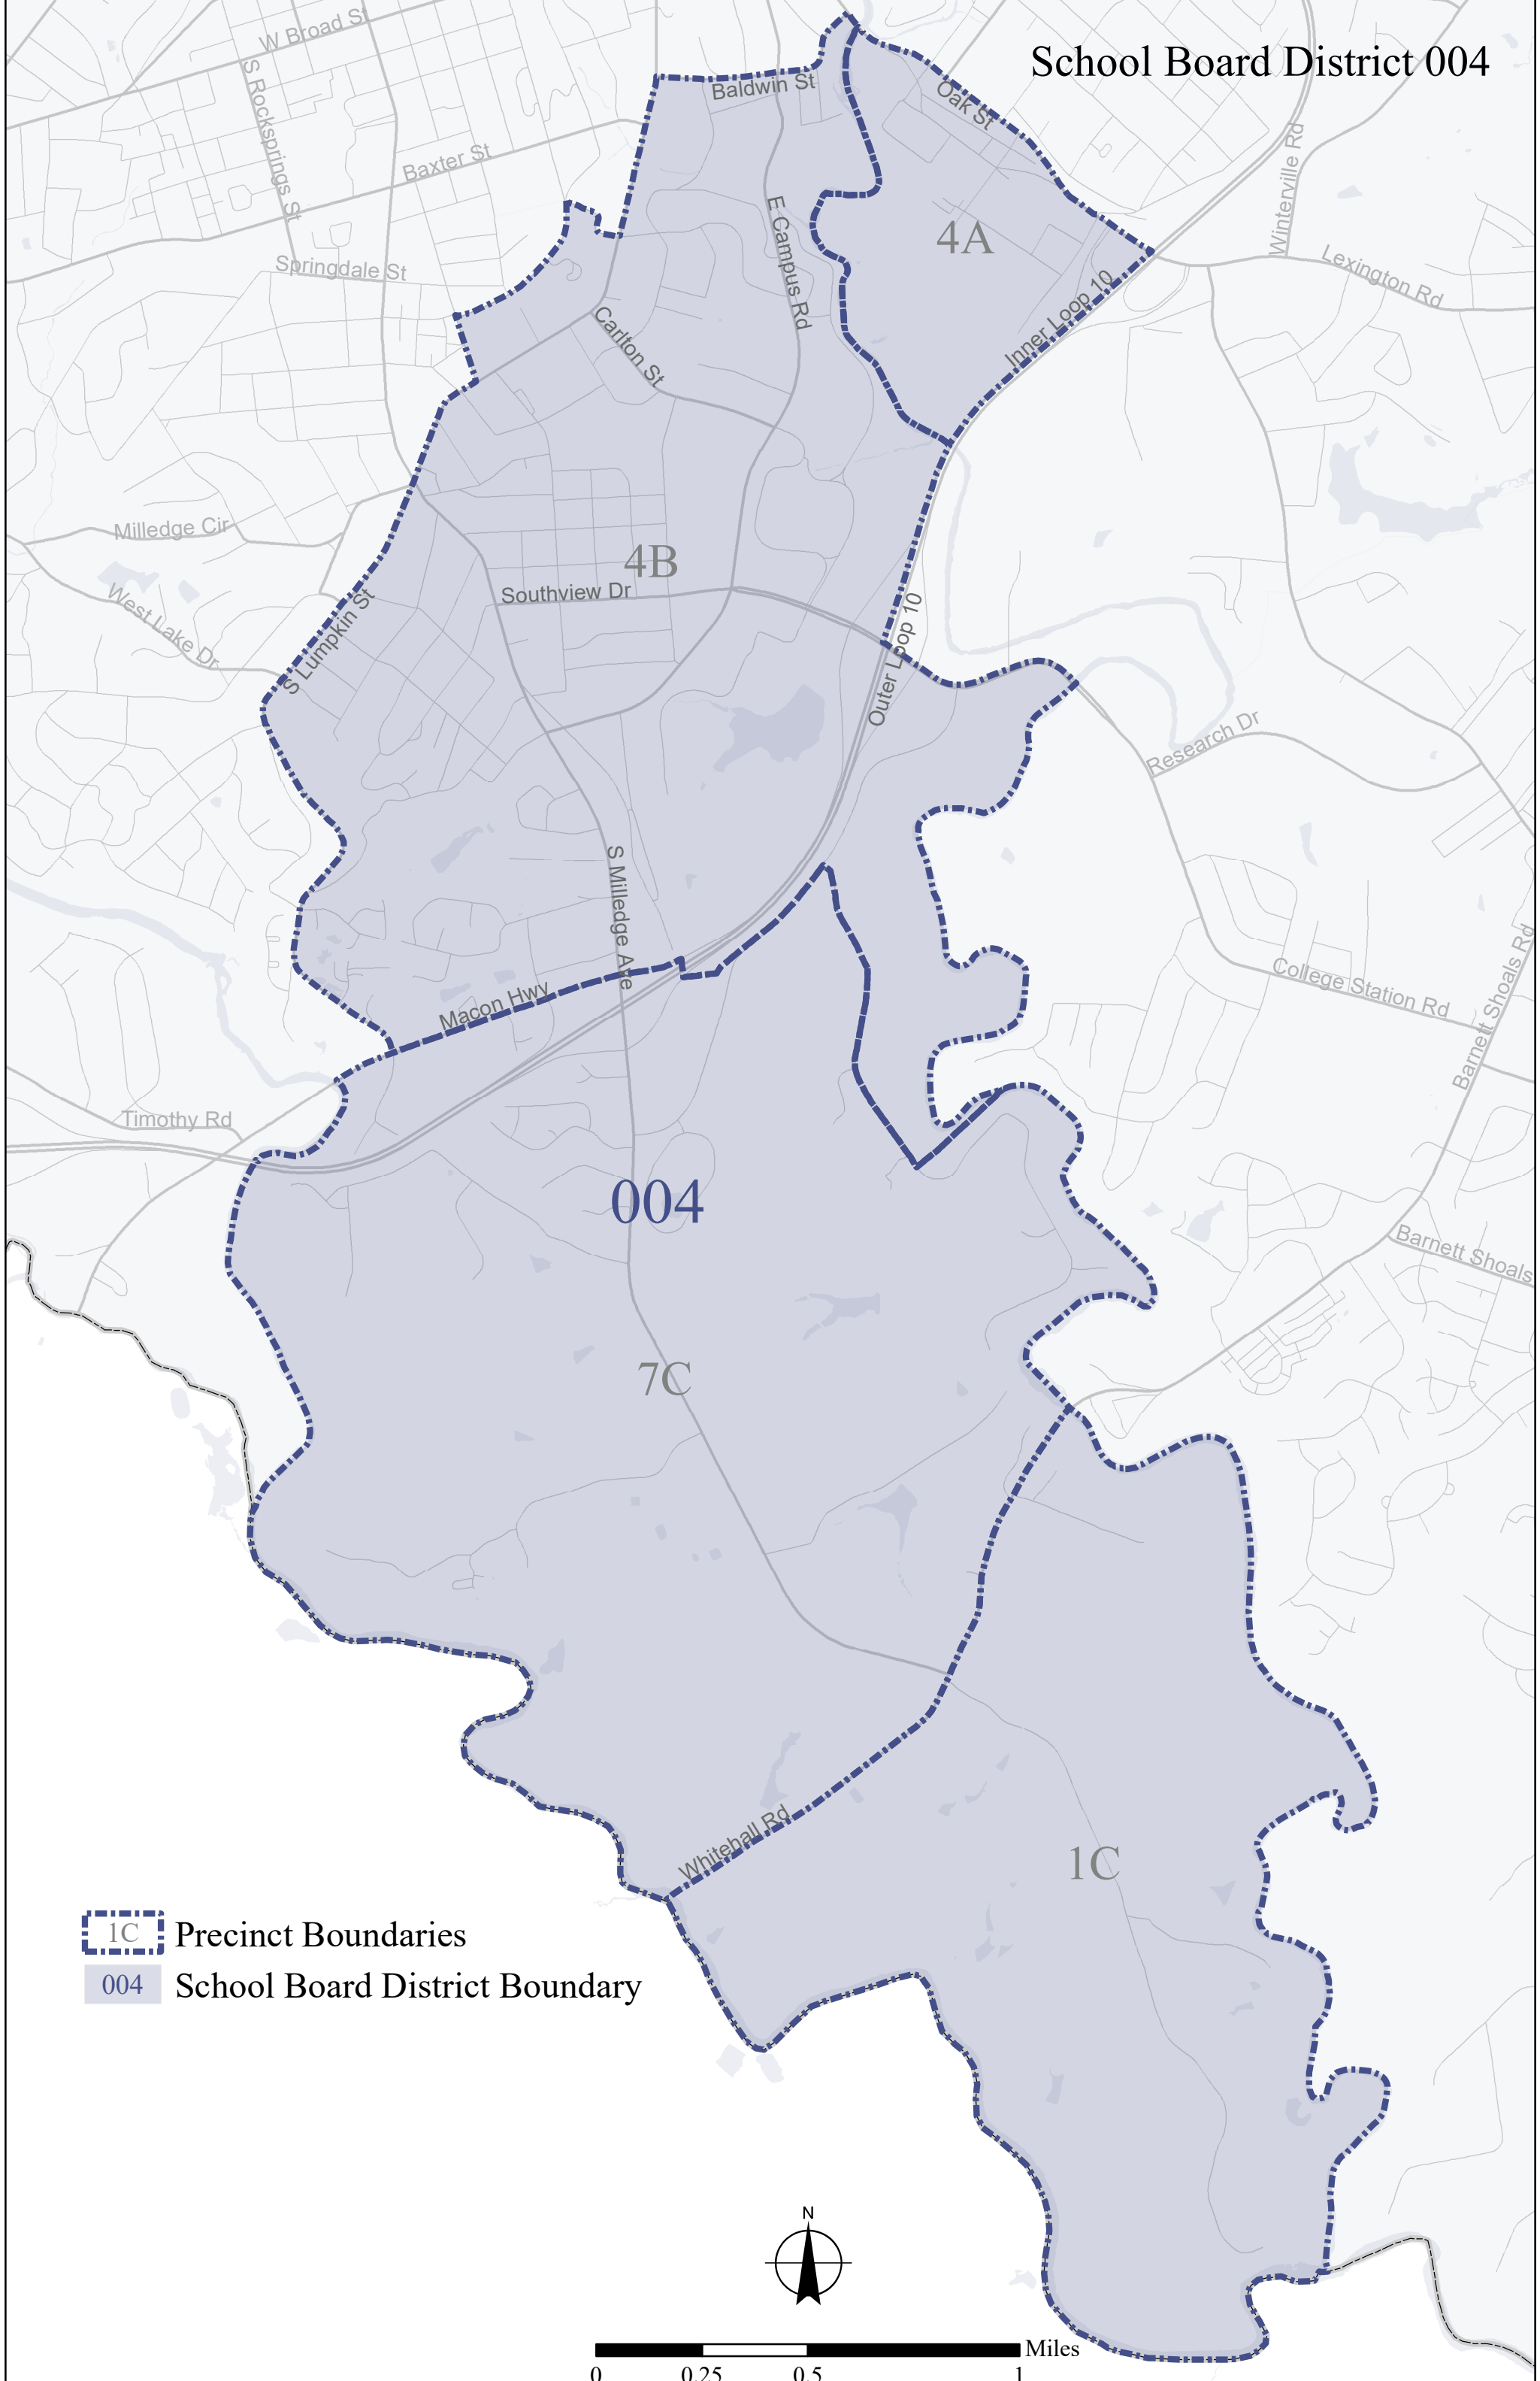 School Board District 004
W Broad St
S Rocksprings St
Baldwin St
Oak St
Baxter St
Winterville Rd
E Campus Rd
4A
Springdale St
Lexington Rd
Inner Loop 10
Carlton St
Milledge Cir
4B
Southview Dr
West Lake Dr
S Lumpkin St
Outer Loop 10
Research Dr
S Milledge Ave
College Station Rd
Barnett Shoals Rd
Macon Hwy
Timothy Rd
004
Barnett Shoals
7C
Whitehall Rd
1C
1C Precinct Boundaries
004 School Board District Boundary
N
Miles
0 0.25 0.5 1